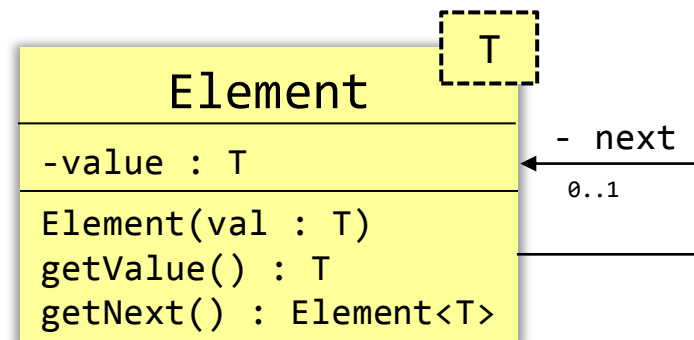 T
Element
-value : T
- next
0..1
Element(val : T)
getValue() : T
getNext() : Element<T>